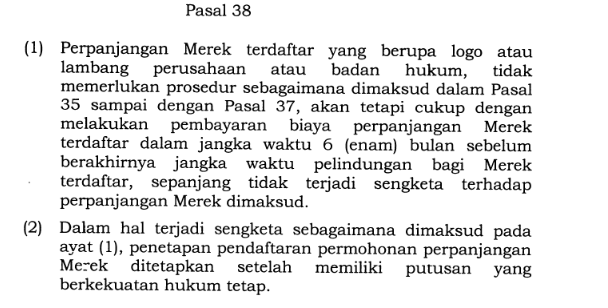 Pasal 38
(1) Perpanjangan Merek terdaftar yang berupa logo atau
lambang perusahaan atau badan hukum, tidak
memerlukan prosedur sebagaimana dimaksud dalam Pasal
35 sampai dengan Pasal 37, akan tetapi cukup dengan
melakukan pembayaran biaya perpanjangan Merek
terdaftar dalam jangka waktu 6 (enam) bulan sebelum
berakhirnya jangka waktu pelindungan bagi Merek
terdaftar, sepanjang tidak terjadi sengketa terhadap
perpanjangan Merek dimaksud.
(2) Dalam hal terjadi sengketa sebagaimana dimaksud pada
ayat (1), penetapan pendaftaran permohonan perpanjangan
Merek ditetapkan setelah memiliki putusan yang
berkekuatan hukum tetap.